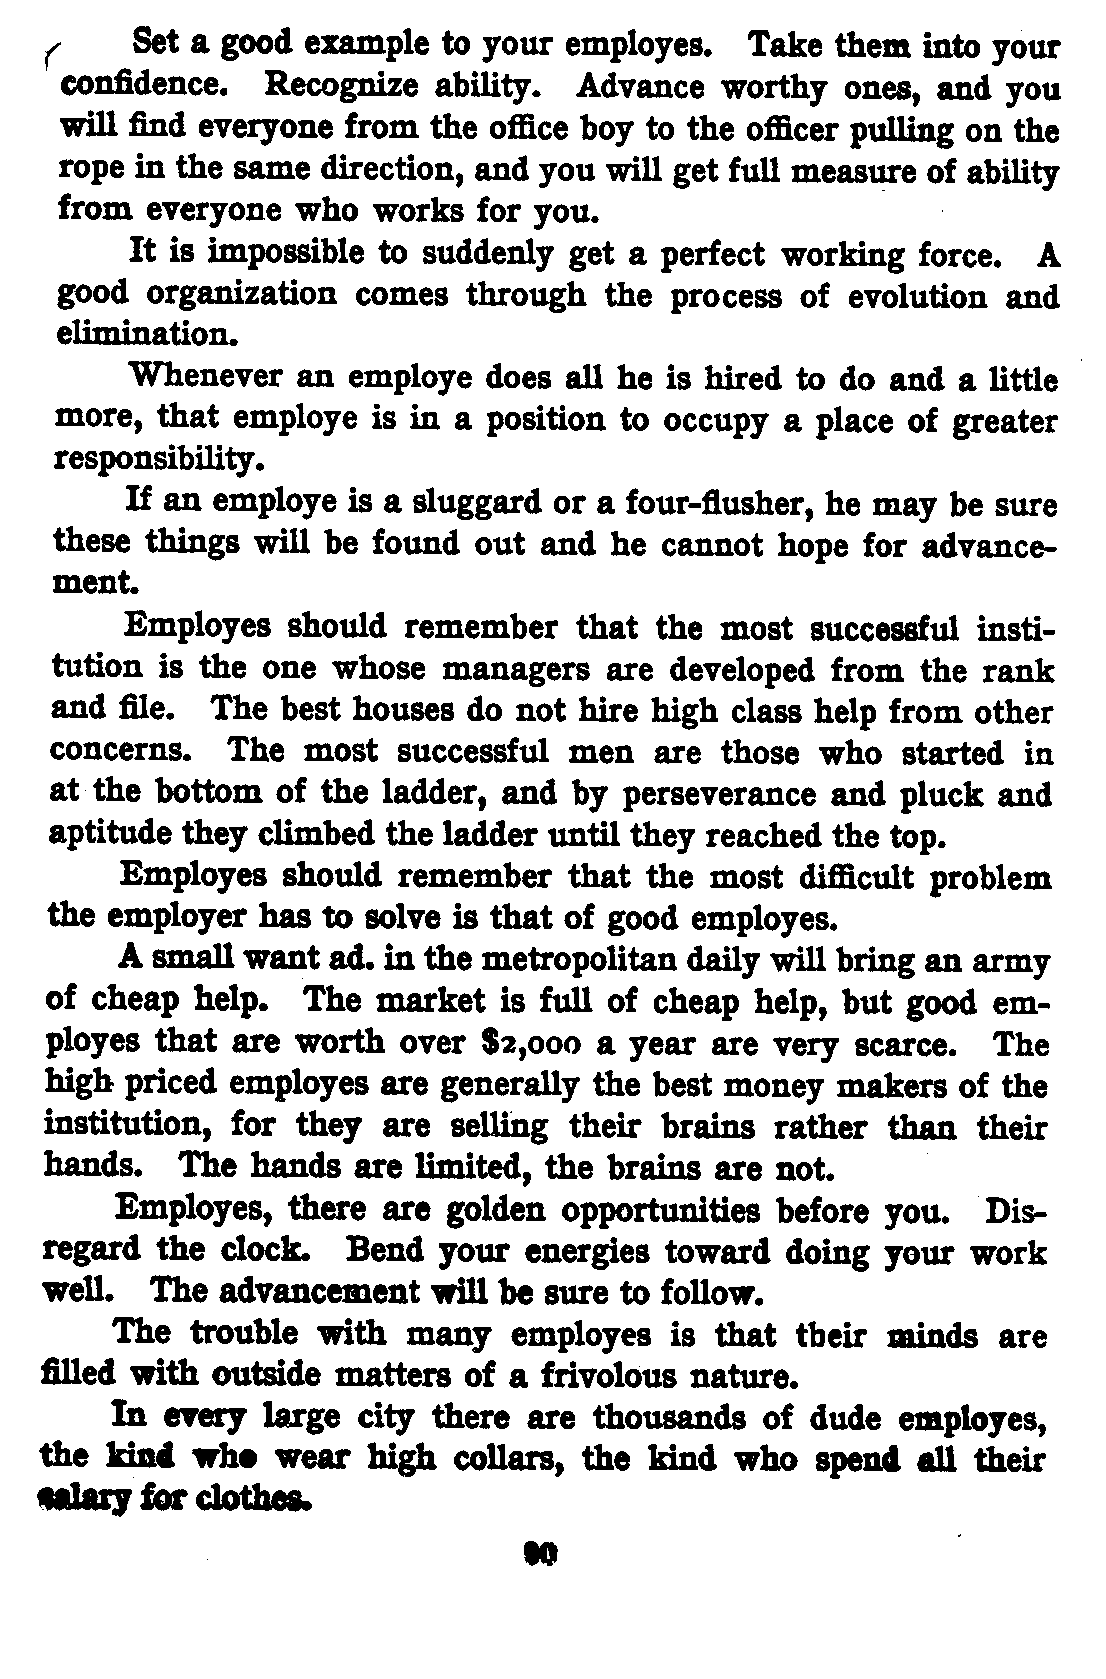 Set a good example to your employes. Take them into your
confidence. Recognize ability. Advance worthy ones, and you
will find everyone from the office boy to the officer pulling on the
rope in the same direction, and you will get full measure of ability
from everyone who works for you.
It is impossible to suddenly get a perfect working force. A
good organization comes through the process of evolution and
elimination.
Whenever an employe does all he is hired to do and a little
more, that employe is in a position to occupy a place of greater
responsibility.
If an employe is a sluggard or a four-flusher, he may be sure
these things will be found out and he cannot hope for advance-
ment.
Employes should remember that the most successful insti-
tution is the one whose managers are developed from the rank
and file. The best houses do not hire high class help from other
concerns. The most successful men are those who started in
at the bottom of the ladder, and by perseverance and pluck and
aptitude they climbed the ladder until they reached the top.
Employes should remember that the most difficult problem
the employer has to solve is that of good employes.
A small want ad. in the metropolitan daily will bring an army
of cheap help. The market is full of cheap help, but good em-
ployes that are worth over $2,000 a year are very scarce. The
high priced employes are generally the best money makers of the
institution, for they are selling their brains rather than their
hands. The hands are limited, the brains are not.
Employes, there are golden opportunities before you. Dis-
regard the clock. Bend your energies toward doing your work
well. The advancement will be sure to follow.
The trouble with many employes is that their minds are
filled with outside matters of a frivolous nature.
In every large city there are thousands of dude employes,
the kind who wear high collars, the kind who spend all their
salary for clothes.
90